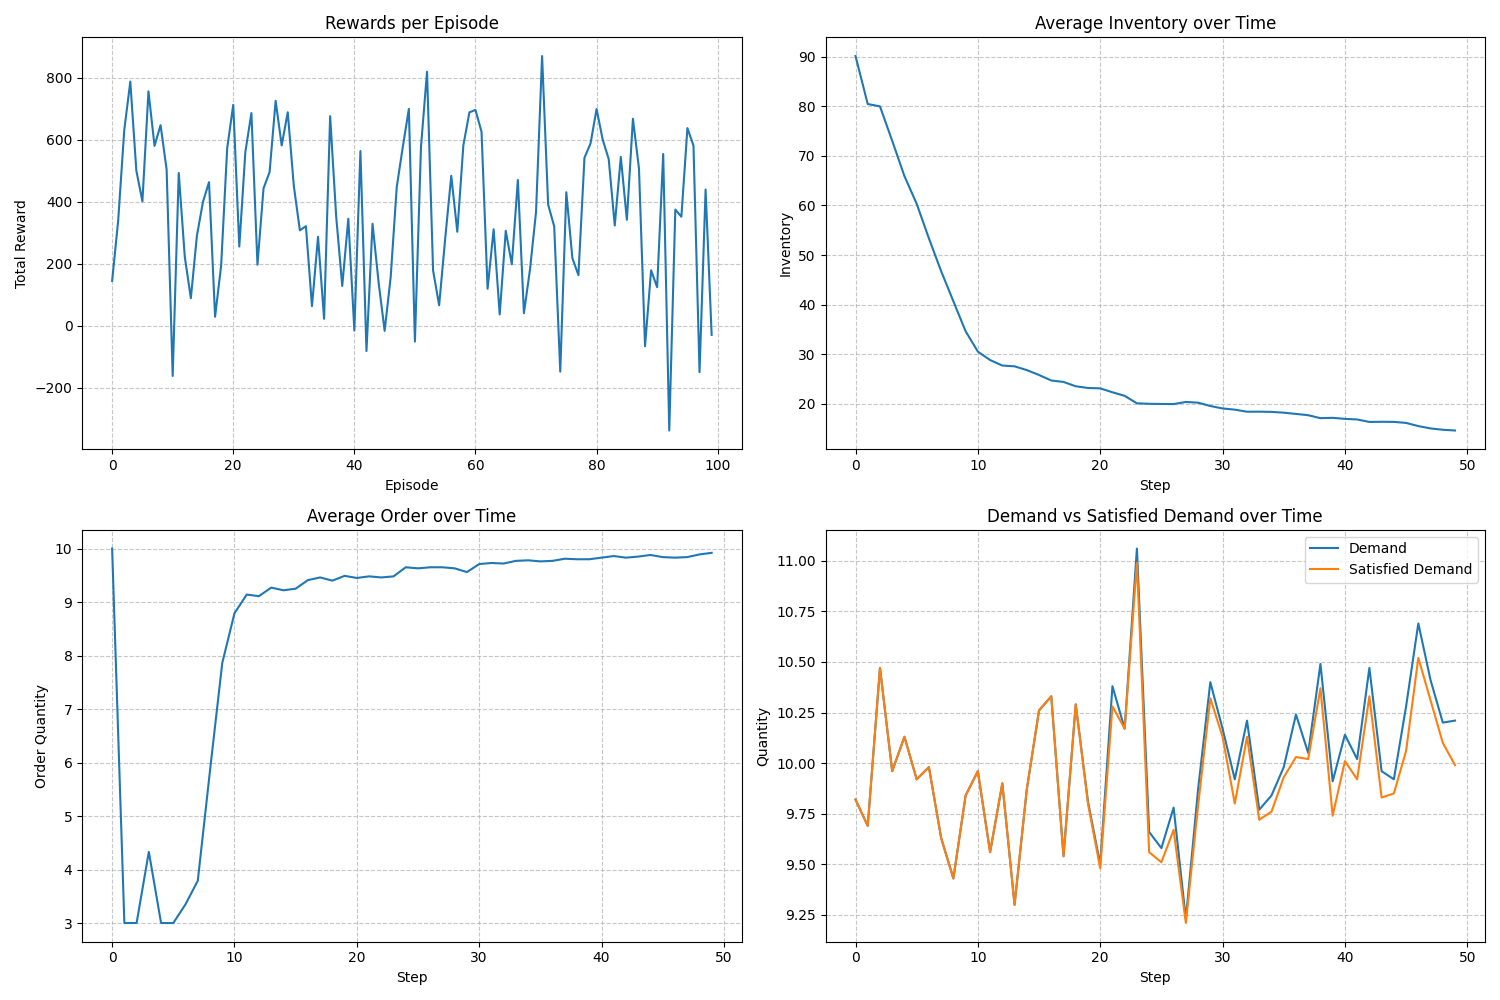 Rewards per Episode
Total Reward
800
600
400
200
0
−200
0 20 40 60 80 100
Episode
Average Inventory over Time
Inventory
90
80
70
60
50
40
30
20
0 10 20 30 40 50
Step
Average Order over Time
Order Quantity
10
9
8
7
6
5
4
3
0 10 20 30 40 50
Step
Demand vs Satisfied Demand over Time
Demand
Satisfied Demand
Quantity
11.00
10.75
10.50
10.25
10.00
9.75
9.50
9.25
0 10 20 30 40 50
Step